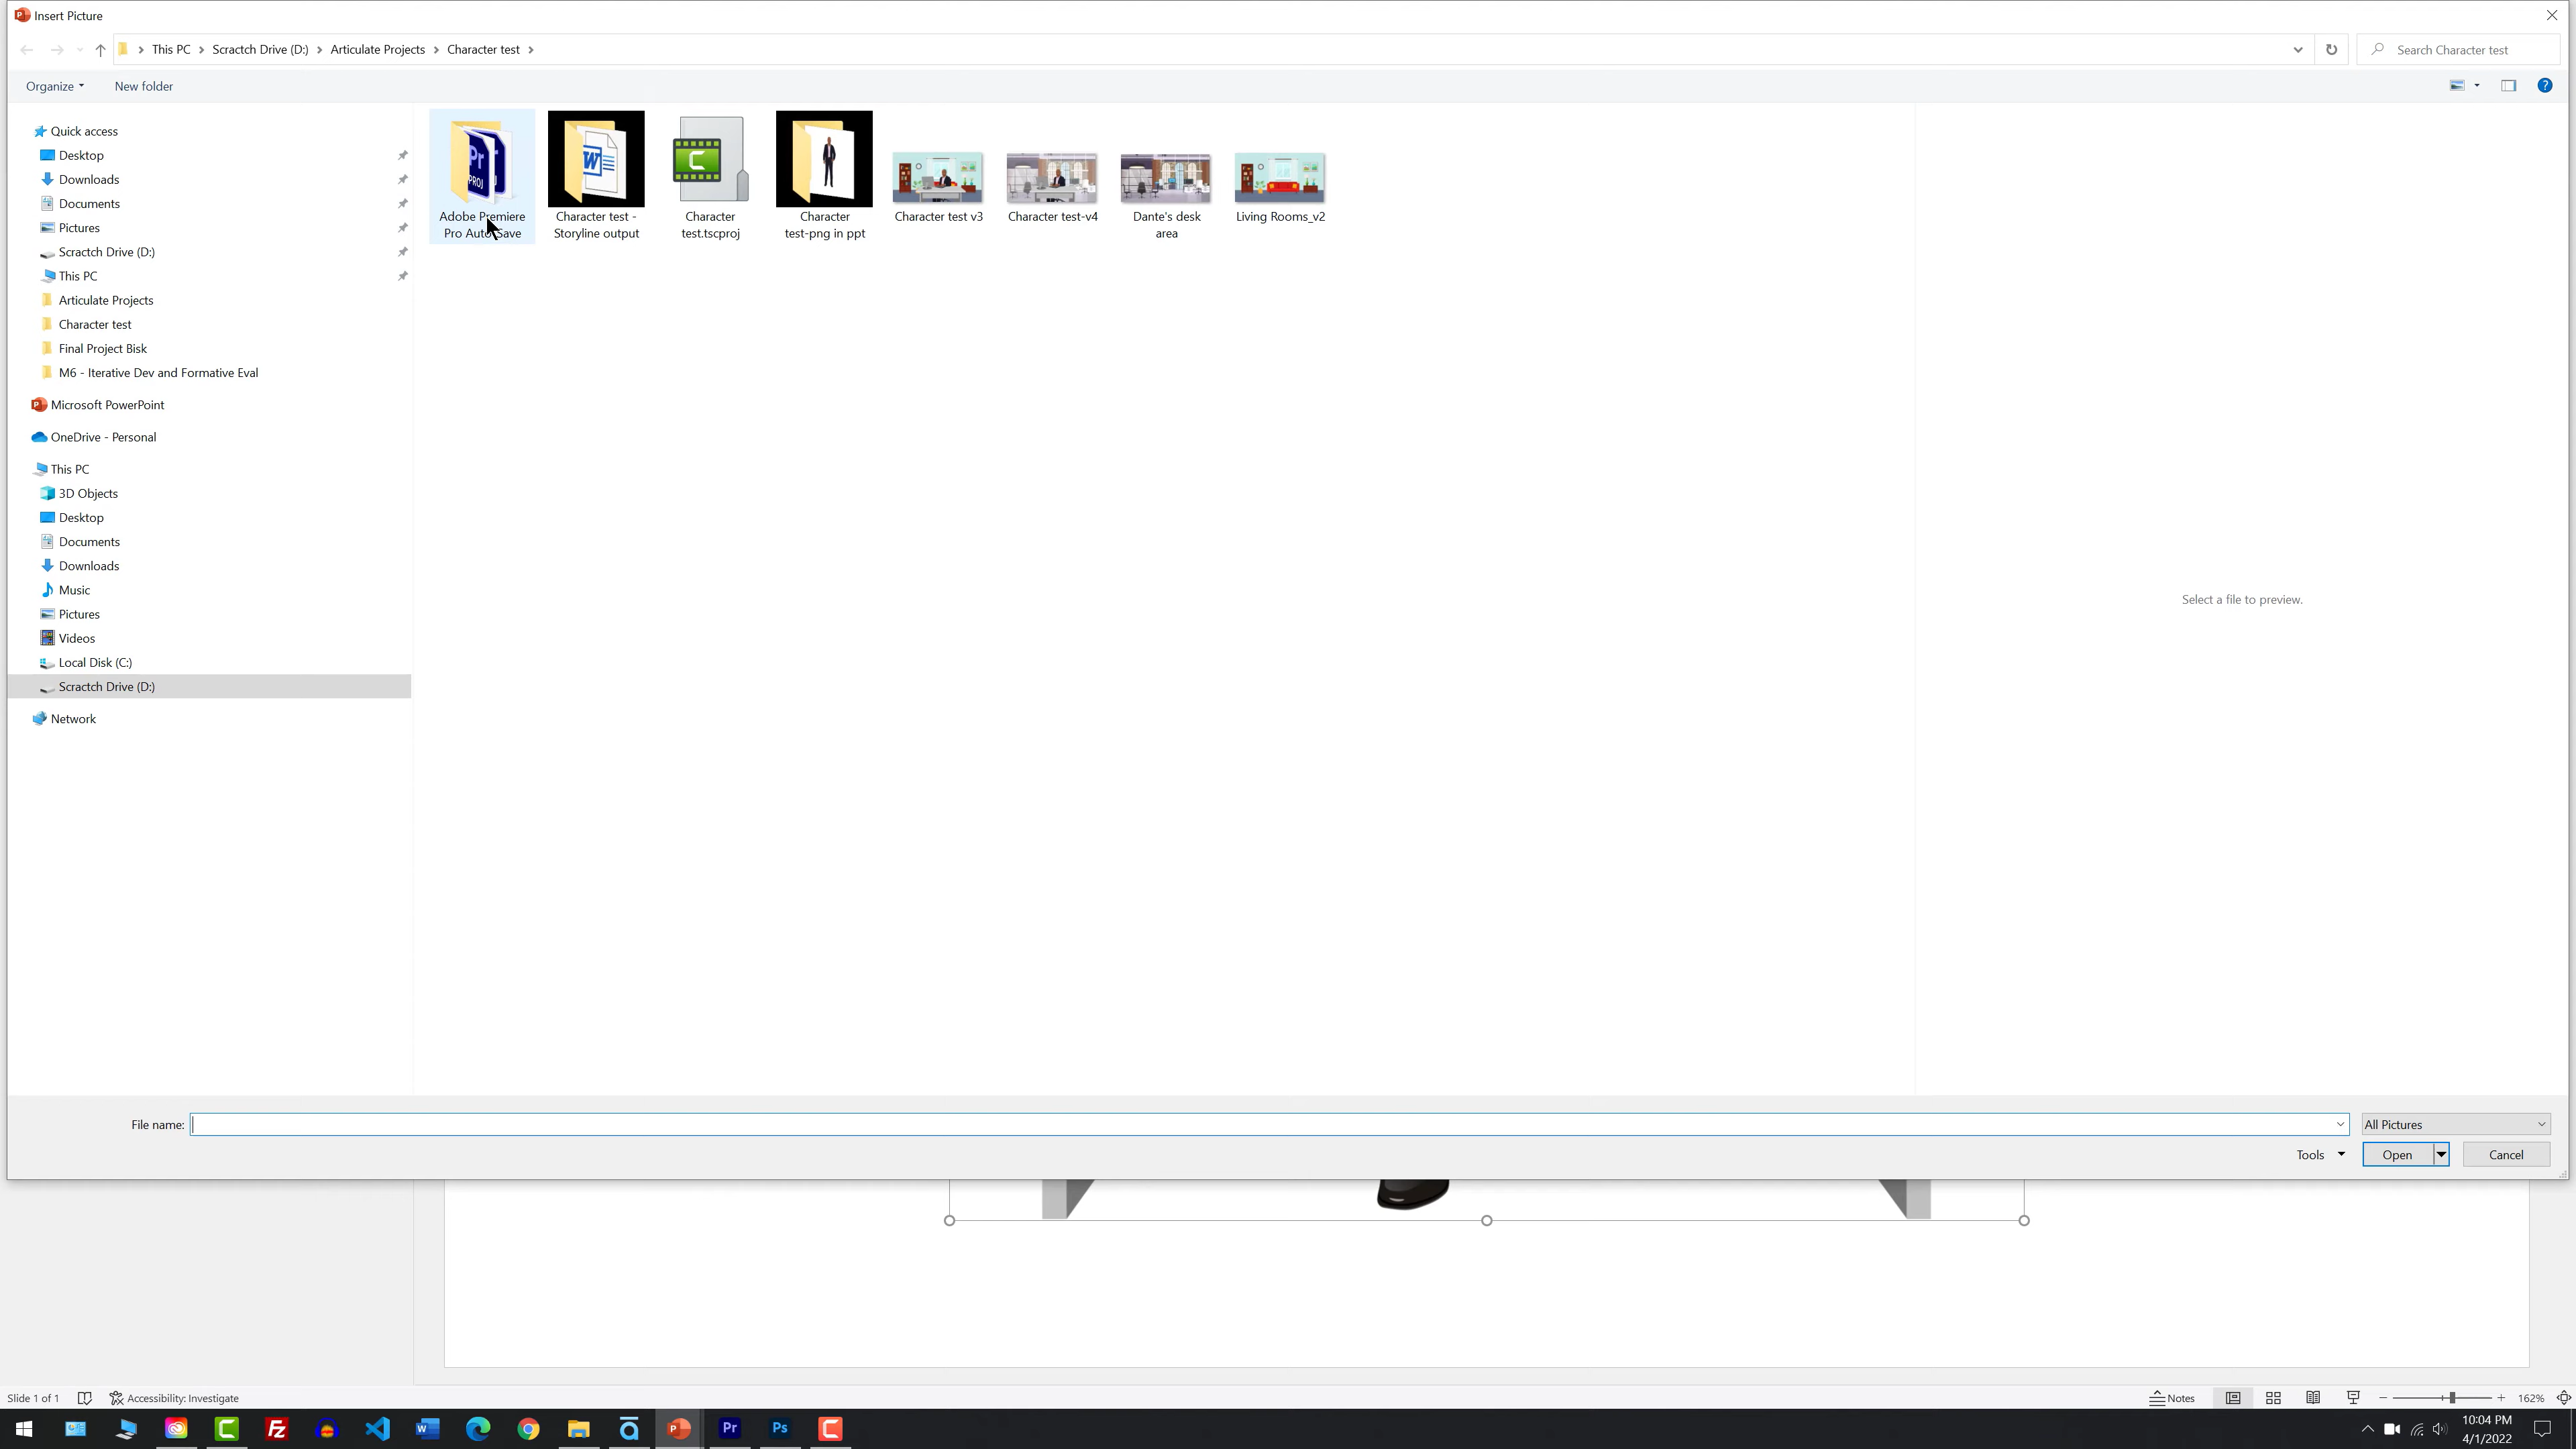 Insert Picture
This PC > Scractch Drive (D:) > Articulate Projects > Character test >
Search Character test
Organize
New folder
Quick access
Desktop
Downloads
Documents
Pictures
Scractch Drive (D:)
This PC
Articulate Projects
Character test
Final Project Bisk
M6 - Iterative Dev and Formative Eval
Microsoft PowerPoint
OneDrive - Personal
This PC
3D Objects
Desktop
Documents
Downloads
Music
Pictures
Videos
Local Disk (C:)
Scractch Drive (D:)
Network
Adobe Premiere
Pro Auto-Save
Character test -
Storyline output
Character
test.tscproj
Character
test-png in ppt
Character test v3
Character test-v4
Dante's desk
area
Living Rooms_v2
Select a file to preview.
File name:
All Pictures
Tools
Open
Cancel
Slide 1 of 1
Accessibility: Investigate
Notes
162%
10:04 PM
4/1/2022